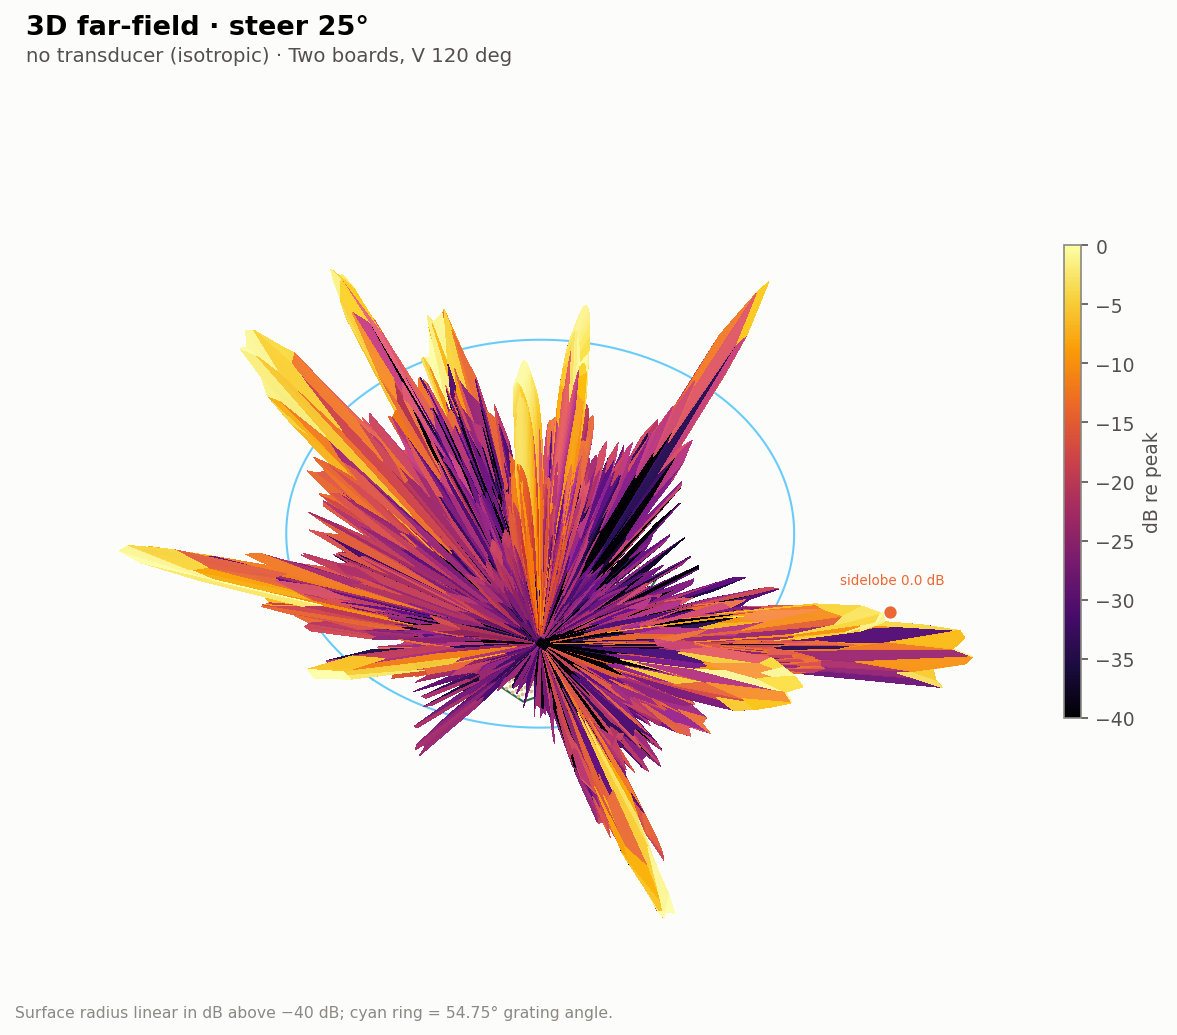 3D far-field · steer 25°
no transducer (isotropic) · Two boards, V 120 deg
0
−5
−10
−15
−20
−25
−30
−35
−40
dB re peak
sidelobe 0.0 dB
Surface radius linear in dB above −40 dB; cyan ring = 54.75° grating angle.